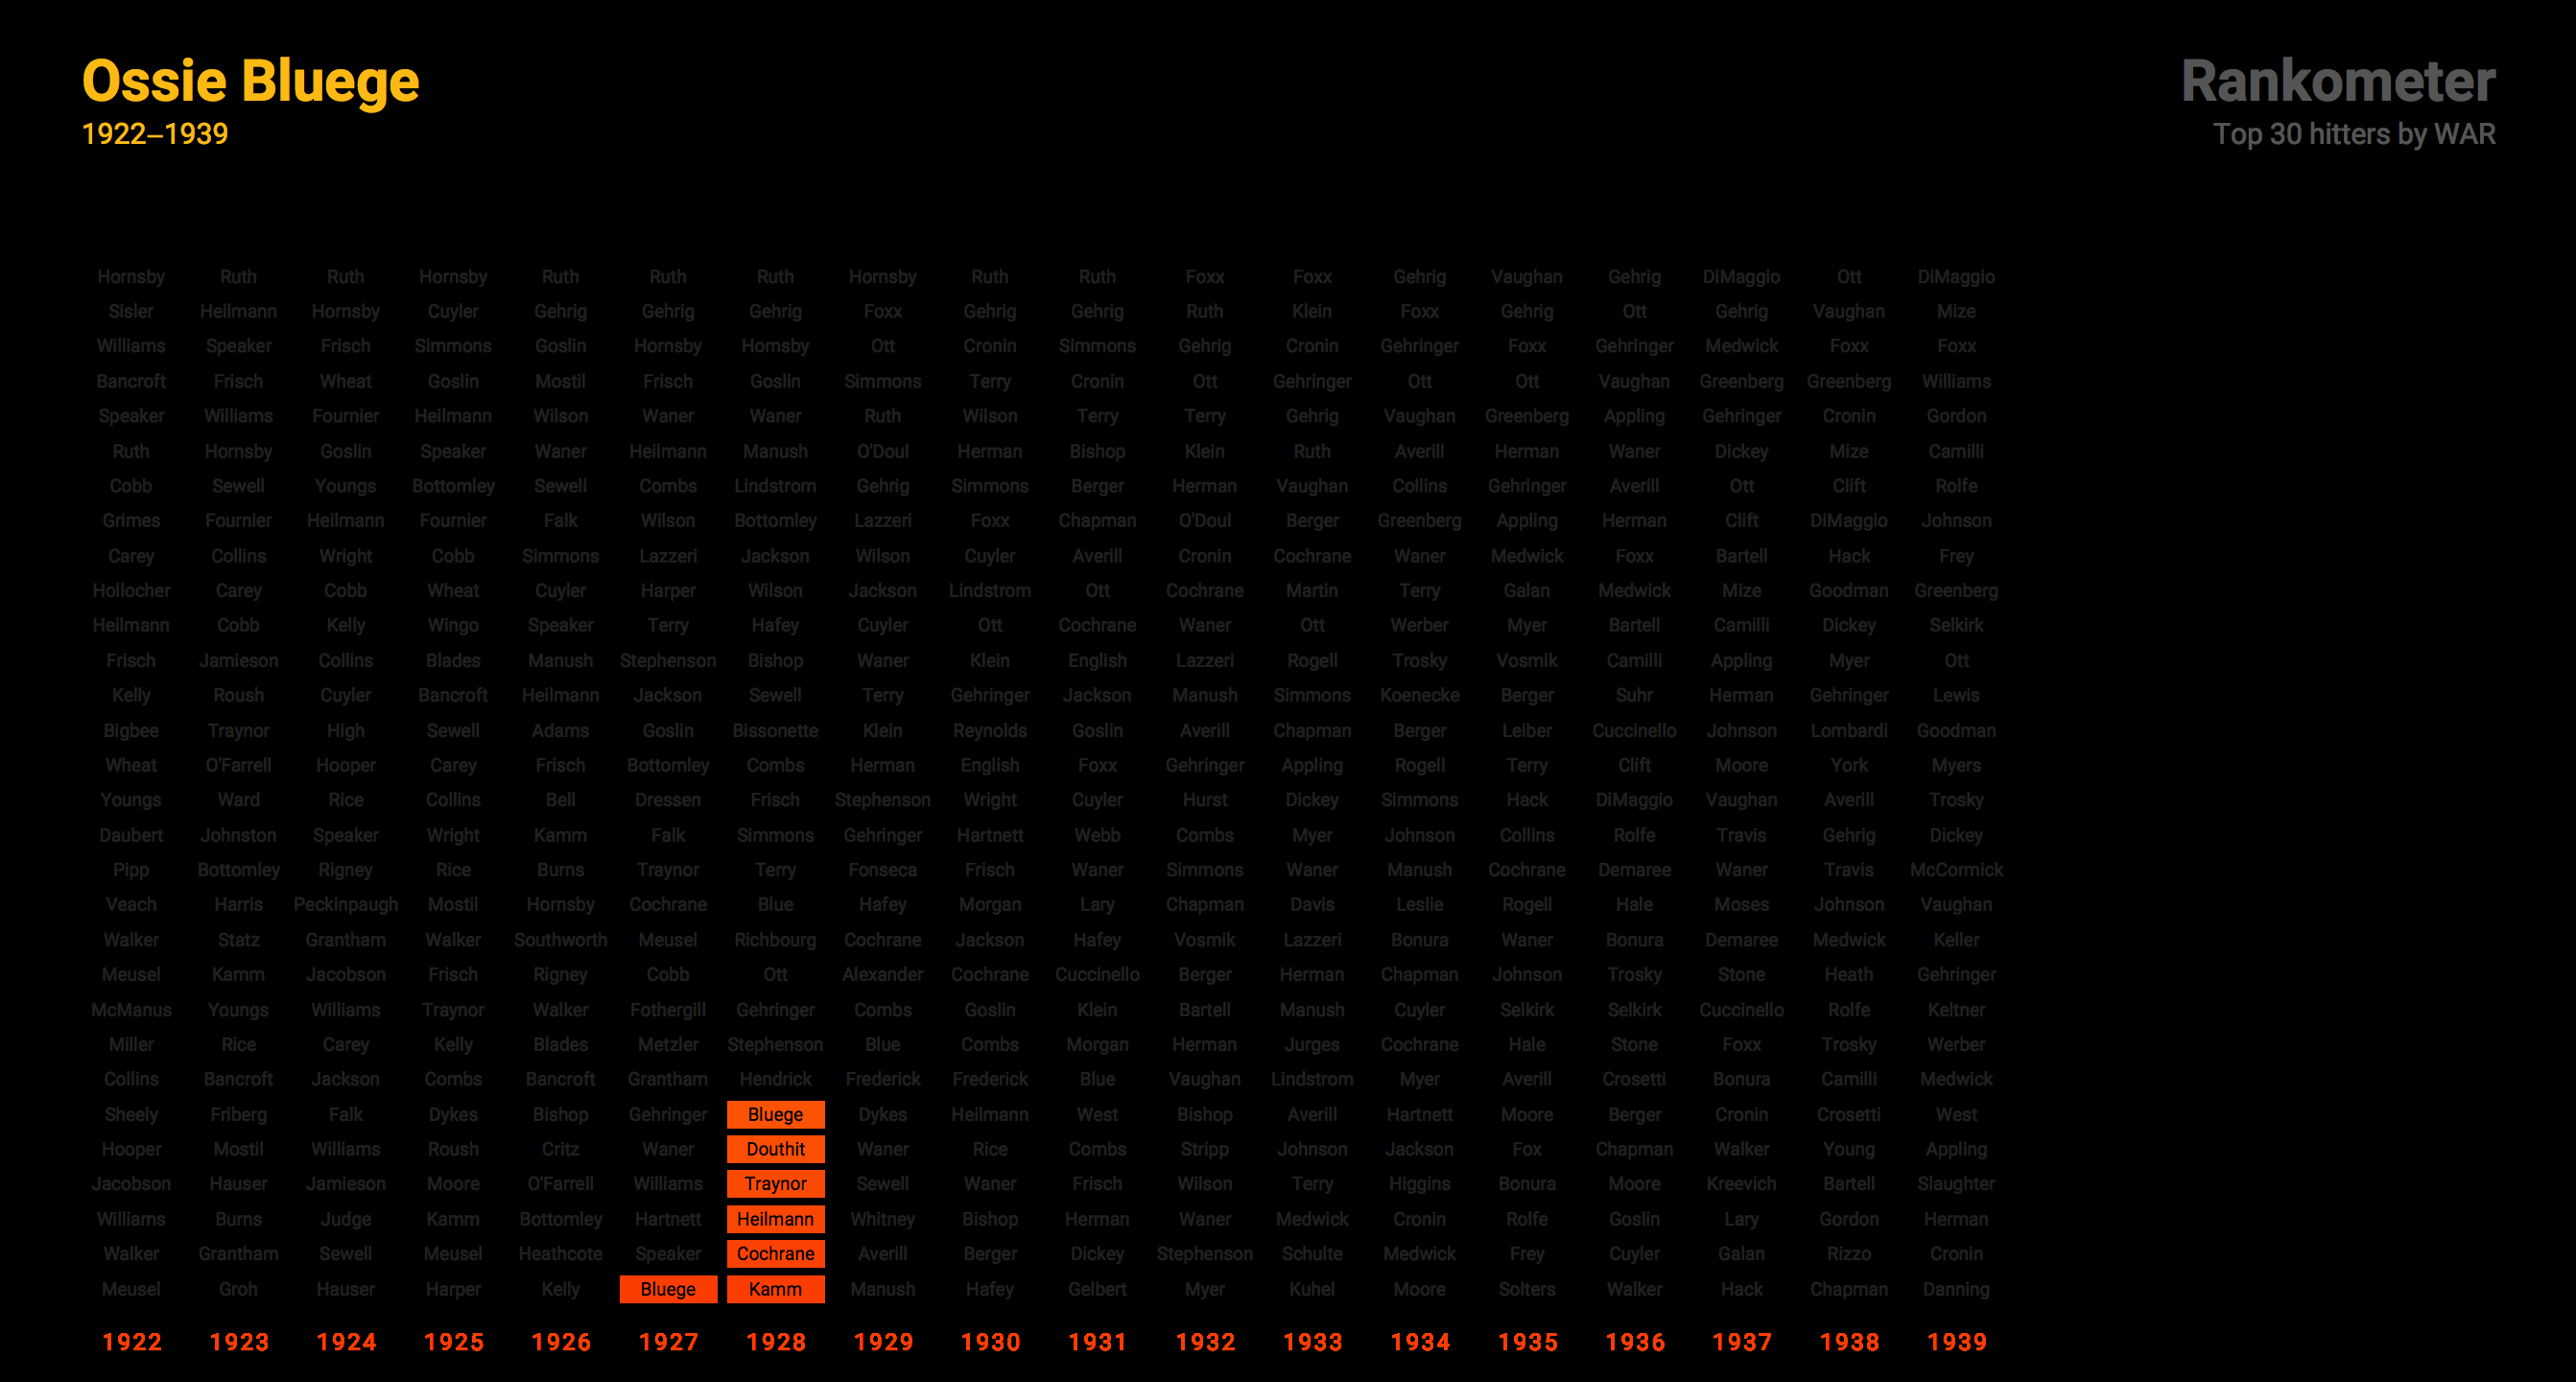 Ossie Bluege
1922–1939
Rankometer
Top 30 hitters by WAR
Hornsby Ruth Ruth Hornsby Ruth Ruth Ruth Hornsby Ruth Ruth Foxx Foxx Gehrig Vaughan Gehrig DiMaggio Ott DiMaggio
Sisler Heilmann Hornsby Cuyler Gehrig Gehrig Gehrig Foxx Gehrig Gehrig Ruth Klein Foxx Gehrig Ott Gehrig Vaughan Mize
Williams Speaker Frisch Simmons Goslin Hornsby Hornsby Ott Cronin Simmons Gehrig Cronin Gehringer Foxx Gehringer Medwick Foxx Foxx
Bancroft Frisch Wheat Goslin Mostil Frisch Goslin Simmons Terry Cronin Ott Gehringer Ott Ott Vaughan Greenberg Greenberg Williams
Speaker Williams Fournier Heilmann Wilson Waner Waner Ruth Wilson Terry Terry Gehrig Vaughan Greenberg Appling Gehringer Cronin Gordon
Ruth Hornsby Goslin Speaker Waner Heilmann Manush O'Doul Herman Bishop Klein Ruth Averill Herman Waner Dickey Mize Camilli
Cobb Sewell Youngs Bottomley Sewell Combs Lindstrom Gehrig Simmons Berger Herman Vaughan Collins Gehringer Averill Ott Clift Rolfe
Grimes Fournier Heilmann Fournier Falk Wilson Bottomley Lazzeri Foxx Chapman O'Doul Berger Greenberg Appling Herman Clift DiMaggio Johnson
Carey Collins Wright Cobb Simmons Lazzeri Jackson Wilson Cuyler Averill Cronin Cochrane Waner Medwick Foxx Bartell Hack Frey
Hollocher Carey Cobb Wheat Cuyler Harper Wilson Jackson Lindstrom Ott Cochrane Martin Terry Galan Medwick Mize Goodman Greenberg
Heilmann Cobb Kelly Wingo Speaker Terry Hafey Cuyler Ott Cochrane Waner Ott Werber Myer Bartell Camilli Dickey Selkirk
Frisch Jamieson Collins Blades Manush Stephenson Bishop Waner Klein English Lazzeri Rogell Trosky Vosmik Camilli Appling Myer Ott
Kelly Roush Cuyler Bancroft Heilmann Jackson Sewell Terry Gehringer Jackson Manush Simmons Koenecke Berger Suhr Herman Gehringer Lewis
Bigbee Traynor High Sewell Adams Goslin Bissonette Klein Reynolds Goslin Averill Chapman Berger Leiber Cuccinello Johnson Lombardi Goodman
Wheat O'Farrell Hooper Carey Frisch Bottomley Combs Herman English Foxx Gehringer Appling Rogell Terry Clift Moore York Myers
Youngs Ward Rice Collins Bell Dressen Frisch Stephenson Wright Cuyler Hurst Dickey Simmons Hack DiMaggio Vaughan Averill Trosky
Daubert Johnston Speaker Wright Kamm Falk Simmons Gehringer Hartnett Webb Combs Myer Johnson Collins Rolfe Travis Gehrig Dickey
Pipp Bottomley Rigney Rice Burns Traynor Terry Fonseca Frisch Waner Simmons Waner Manush Cochrane Demaree Waner Travis McCormick
Veach Harris Peckinpaugh Mostil Hornsby Cochrane Blue Hafey Morgan Lary Chapman Davis Leslie Rogell Hale Moses Johnson Vaughan
Walker Statz Grantham Walker Southworth Meusel Richbourg Cochrane Jackson Hafey Vosmik Lazzeri Bonura Waner Bonura Demaree Medwick Keller
Meusel Kamm Jacobson Frisch Rigney Cobb Ott Alexander Cochrane Cuccinello Berger Herman Chapman Johnson Trosky Stone Heath Gehringer
McManus Youngs Williams Traynor Walker Fothergill Gehringer Combs Goslin Klein Bartell Manush Cuyler Selkirk Selkirk Cuccinello Rolfe Keltner
Miller Rice Carey Kelly Blades Metzler Stephenson Blue Combs Morgan Herman Jurges Cochrane Hale Stone Foxx Trosky Werber
Collins Bancroft Jackson Combs Bancroft Grantham Hendrick Frederick Frederick Blue Vaughan Lindstrom Myer Averill Crosetti Bonura Camilli Medwick
Sheely Friberg Falk Dykes Bishop Gehringer Bluege Dykes Heilmann West Bishop Averill Hartnett Moore Berger Cronin Crosetti West
Hooper Mostil Williams Roush Critz Waner Douthit Waner Rice Combs Stripp Johnson Jackson Fox Chapman Walker Young Appling
Jacobson Hauser Jamieson Moore O'Farrell Williams Traynor Sewell Waner Frisch Wilson Terry Higgins Bonura Moore Kreevich Bartell Slaughter
Williams Burns Judge Kamm Bottomley Hartnett Heilmann Whitney Bishop Herman Waner Medwick Cronin Rolfe Goslin Lary Gordon Herman
Walker Grantham Sewell Meusel Heathcote Speaker Cochrane Averill Berger Dickey Stephenson Schulte Medwick Frey Cuyler Galan Rizzo Cronin
Meusel Groh Hauser Harper Kelly Bluege Kamm Manush Hafey Gelbert Myer Kuhel Moore Solters Walker Hack Chapman Danning
1922 1923 1924 1925 1926 1927 1928 1929 1930 1931 1932 1933 1934 1935 1936 1937 1938 1939